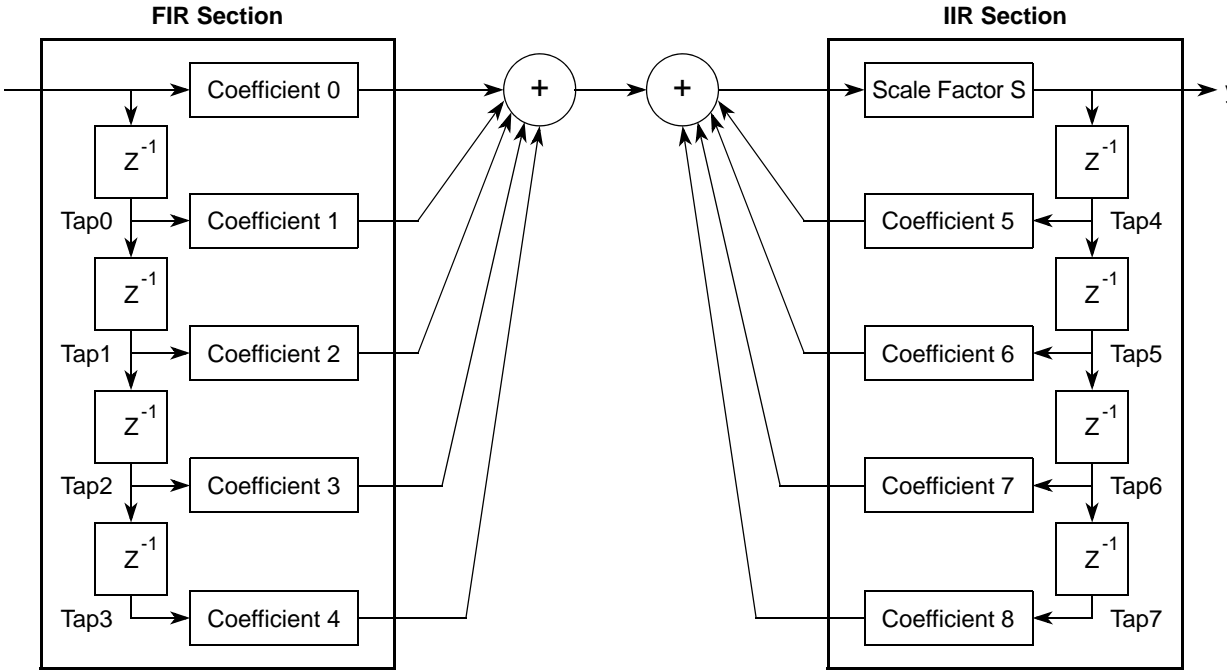 FIR Section
IIR Section
Coefficient 0
+
+
Scale Factor S
y
Z-1
Z-1
Tap0
Coefficient 1
Coefficient 5
Tap4
Z-1
Z-1
Tap1
Coefficient 2
Coefficient 6
Tap5
Z-1
Z-1
Tap2
Coefficient 3
Coefficient 7
Tap6
Z-1
Z-1
Tap3
Coefficient 4
Coefficient 8
Tap7